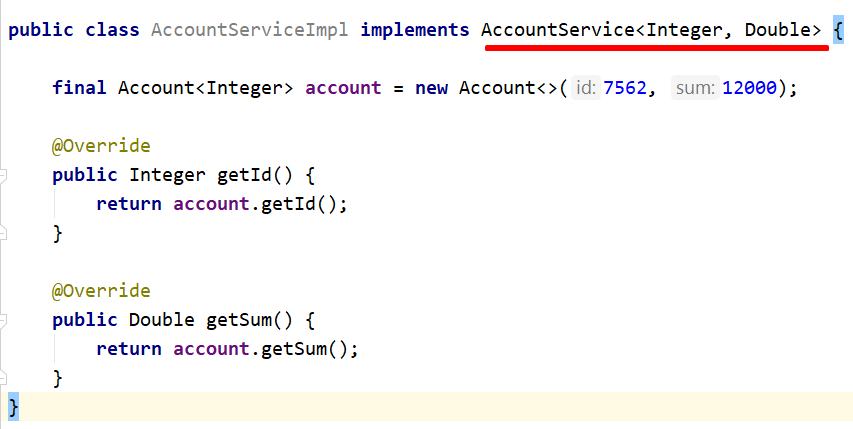 public class AccountServiceImpl implements AccountService<Integer, Double> {
final Account<Integer> account = new Account<>( id: 7562, sum: 12000);
@Override
public Integer getId() {
return account.getId();
}
@Override
public Double getSum() {
return account.getSum();
}
}